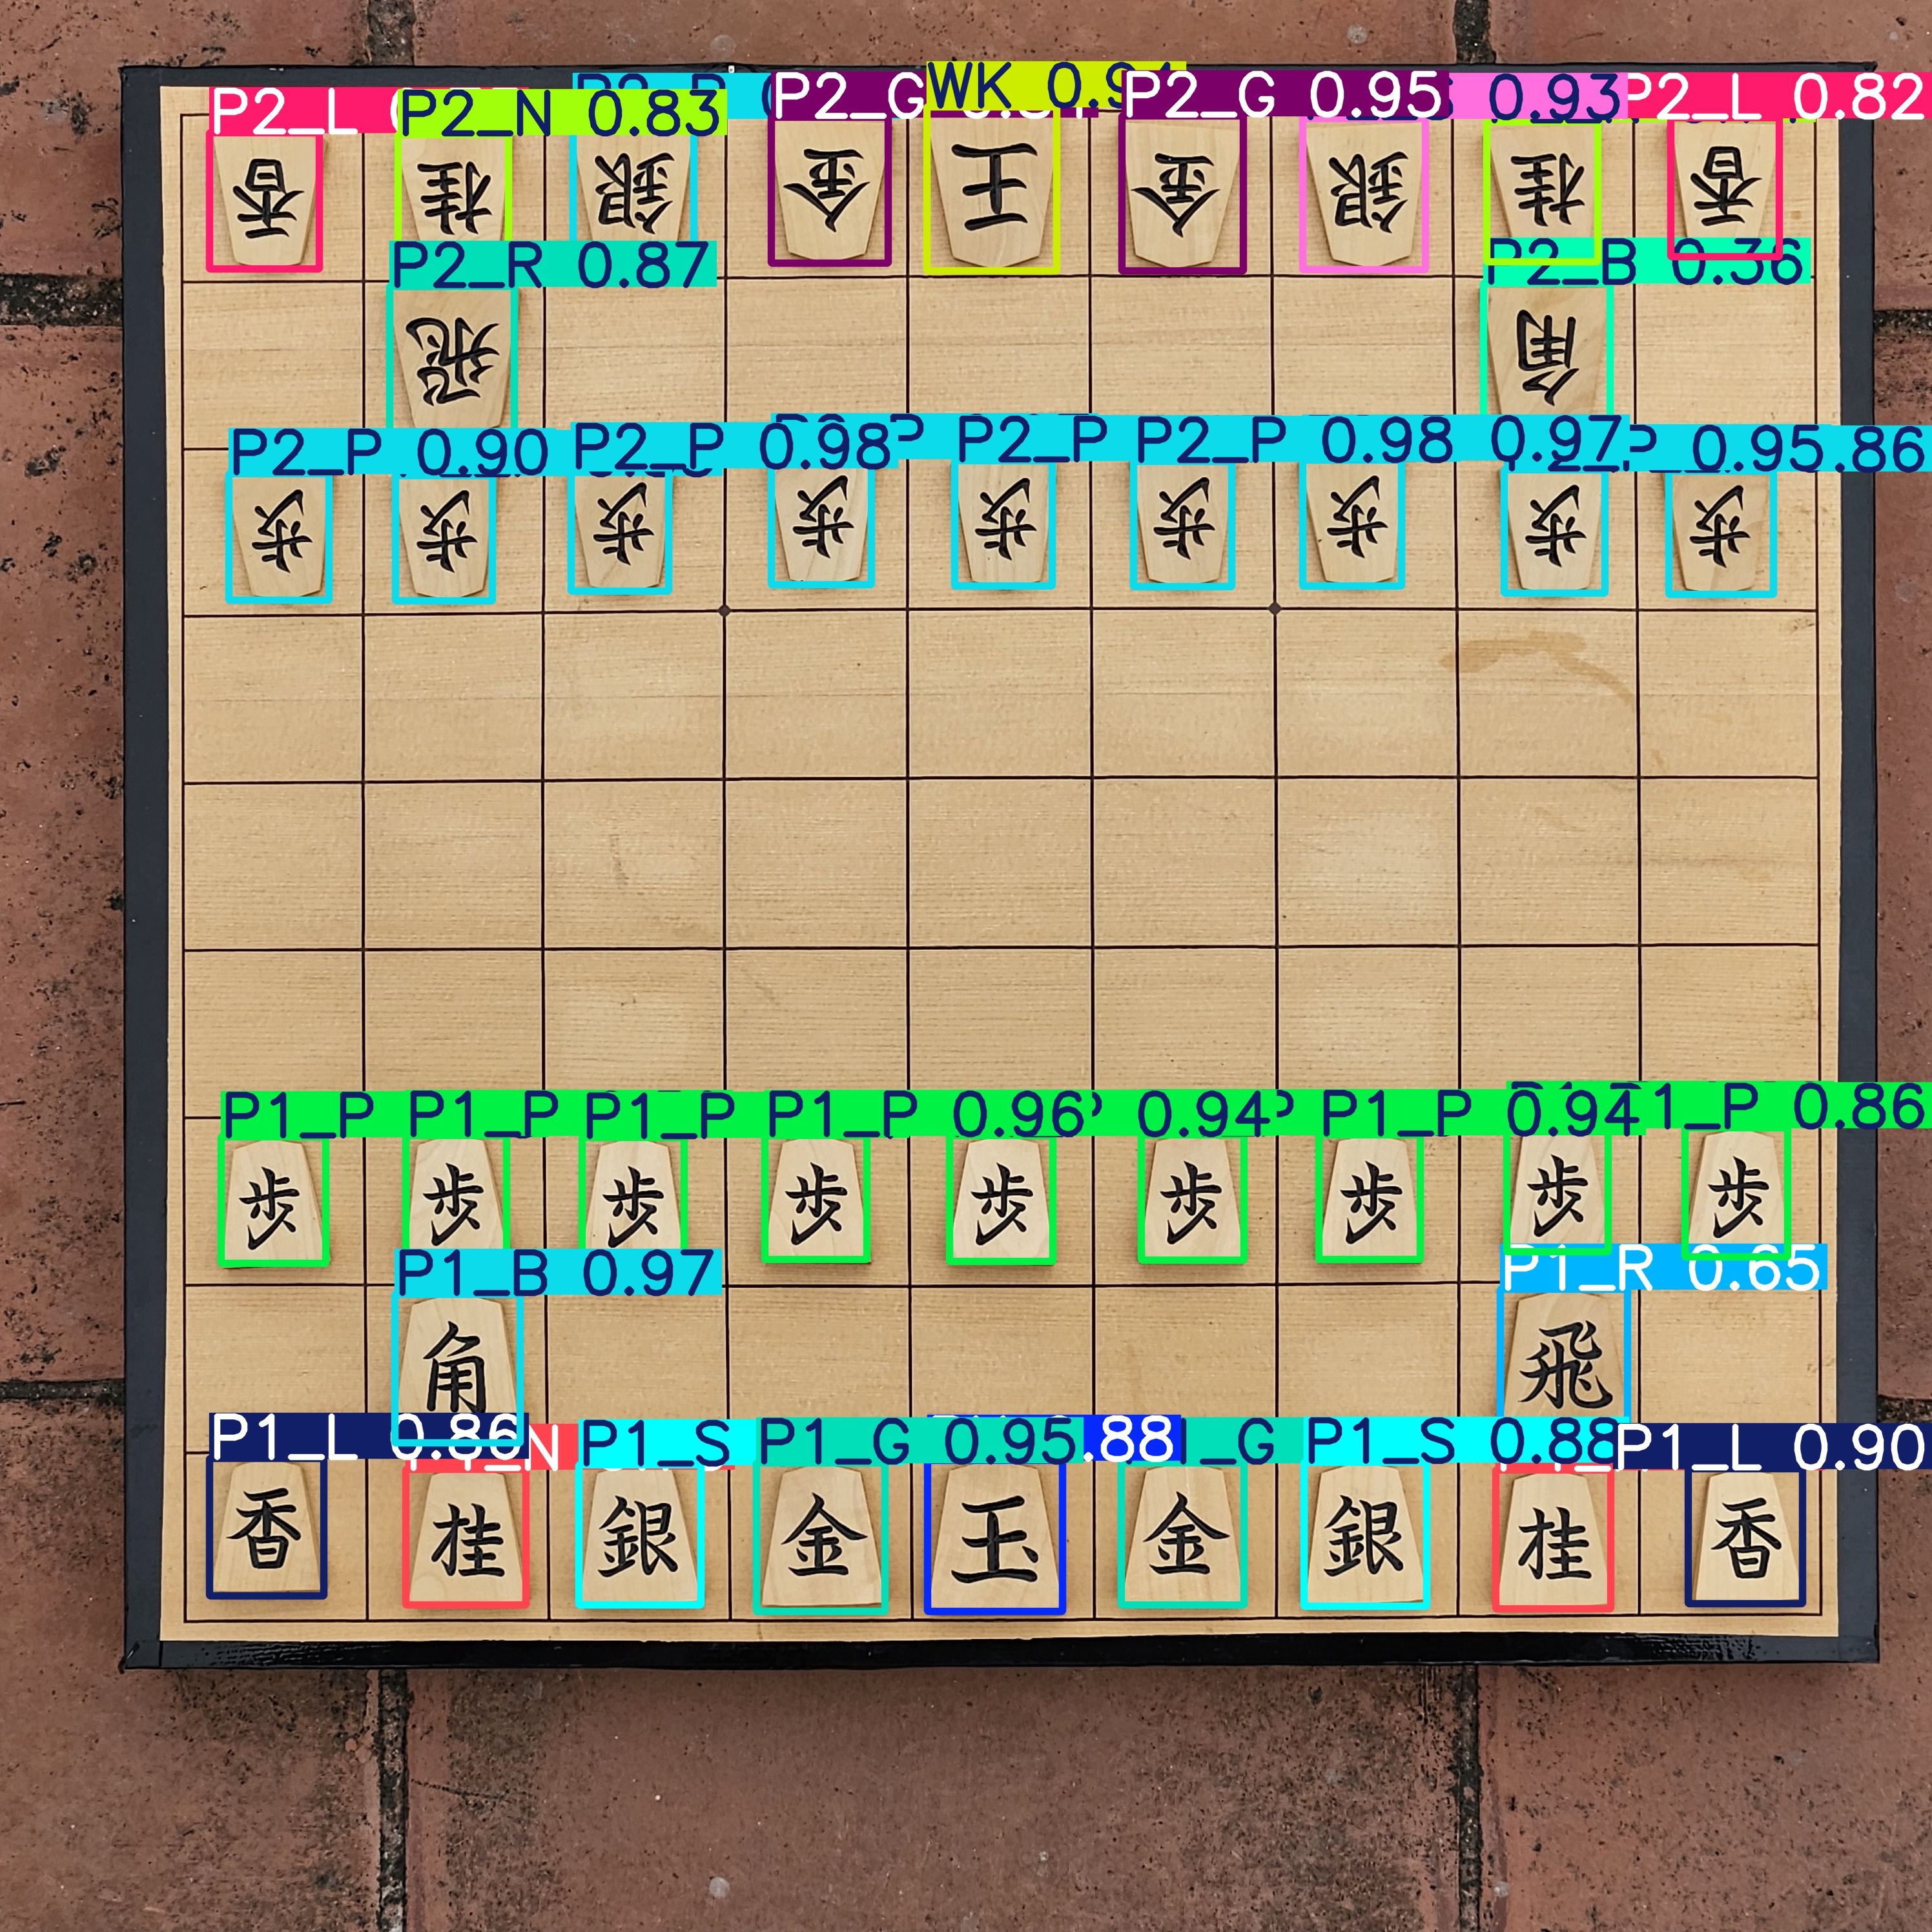 P2_L P2_N 0.83 P2_G WK 0.9 P2_G 0.95 0.93 P2_L 0.82
香 桂 銀 金 王 金 銀 桂 香
P2_R 0.87 P2_B 0.36
飛 角
P2_P 0.90 P2_P 0.98 P2_P P2_P 0.98 0.97 P 0.95 .86
歩 歩 歩 歩 歩 歩 歩 歩 歩
P1_P P1_P P1_P P1_P 0.96 0.94 P1_P 0.94 1_P 0.86
歩 歩 歩 歩 歩 歩 歩 歩 歩
P1_B 0.97 P1_R 0.65
角 飛
P1_L 0.86 N P1_S P1_G 0.95 .88 _G P1_S 0.88 P1_L 0.90
香 桂 銀 金 玉 金 銀 桂 香